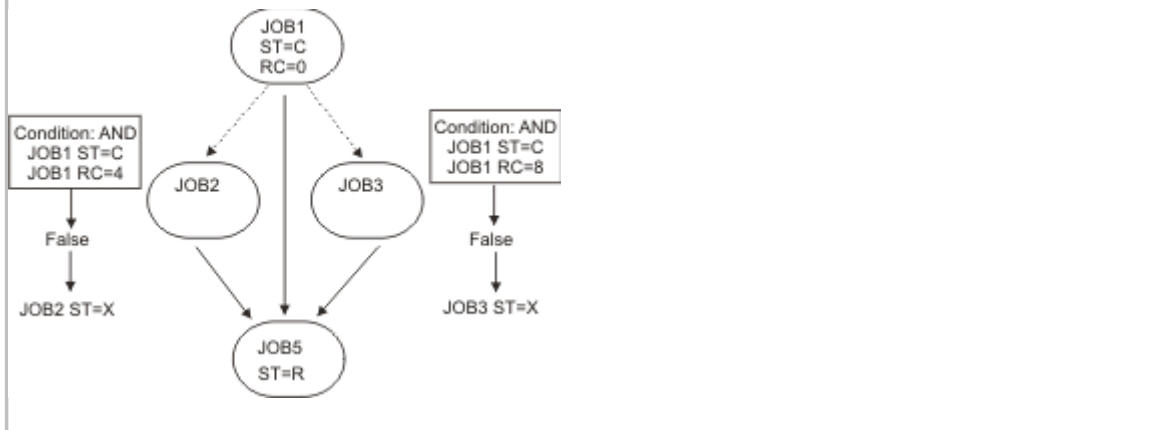 JOB1
ST=C
RC=0
Condition: AND
JOB1 ST=C
JOB1 RC=4
False
JOB2 ST=X
JOB2
JOB3
Condition: AND
JOB1 ST=C
JOB1 RC=8
False
JOB3 ST=X
JOB5
ST=R